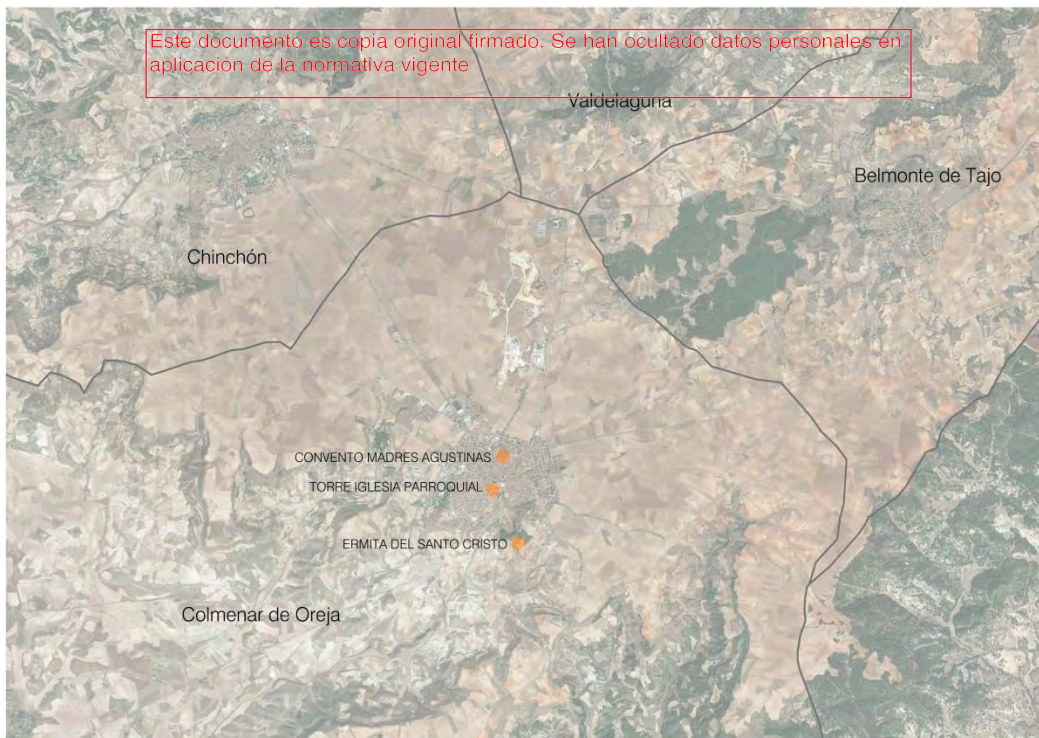 Este documento es copia original firmado. Se han ocultado datos personales en
aplicación de la normativa vigente
Valdelaguna
Belmonte de Tajo
Chinchón
CONVENTO MADRES AGUSTINAS
TORRE IGLESIA PARROQUIAL
ERMITA DEL SANTO CRISTO
Colmenar de Oreja